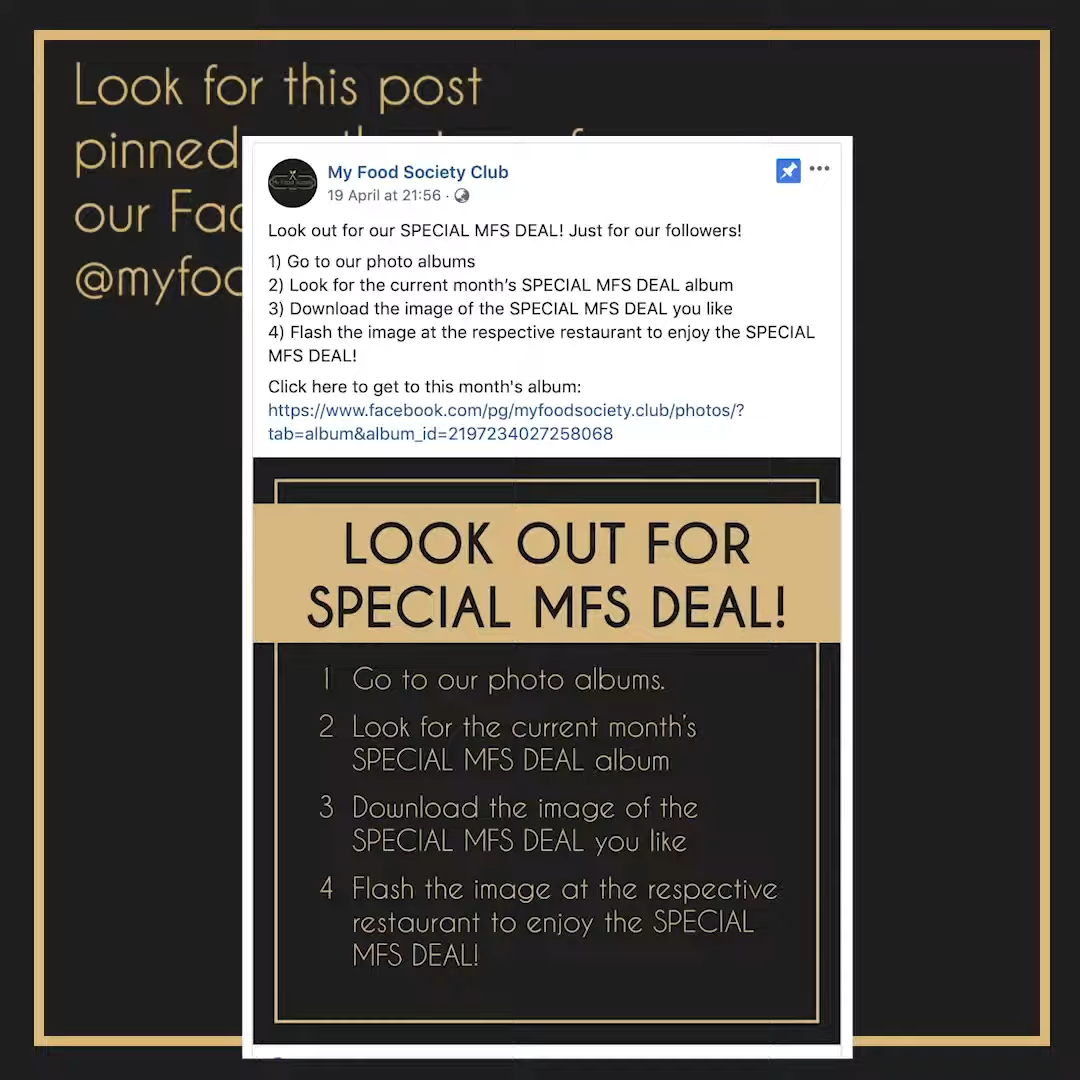 Look for this post
pinned
our Fac
@myfoo
My Food Society Club
19 April at 21:56 ·
Look out for our SPECIAL MFS DEAL! Just for our followers!
1) Go to our photo albums
2) Look for the current month's SPECIAL MFS DEAL album
3) Download the image of the SPECIAL MFS DEAL you like
4) Flash the image at the respective restaurant to enjoy the SPECIAL
MFS DEAL!
Click here to get to this month's album:
https://www.facebook.com/pg/myfoodsociety.club/photos/?
tab=album&album_id=2197234027258068
LOOK OUT FOR
SPECIAL MFS DEAL!
1 Go to our photo albums.
2 Look for the current month's
SPECIAL MFS DEAL album
3 Download the image of the
SPECIAL MFS DEAL you like
4 Flash the image at the respective
restaurant to enjoy the SPECIAL
MFS DEAL!